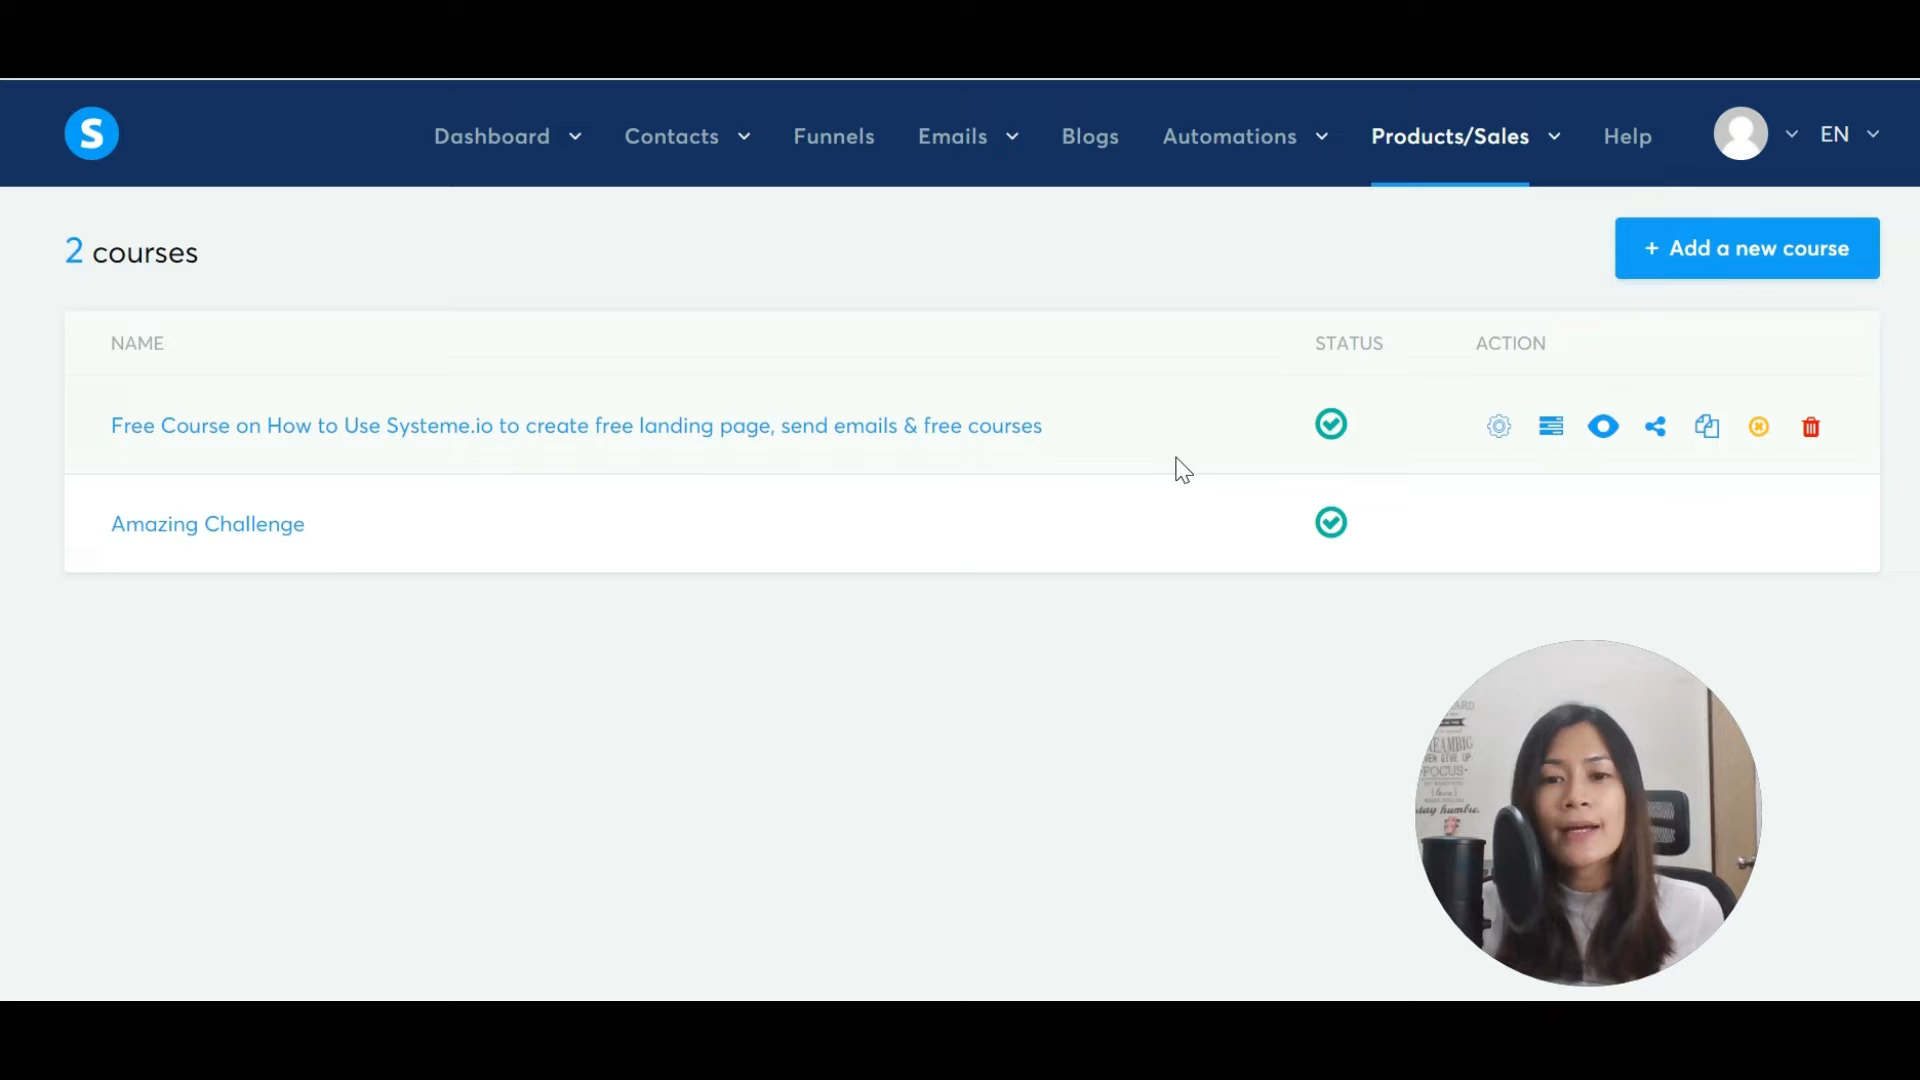 S
Dashboard Contacts Funnels Emails Blogs Automations Products/Sales Help EN
2 courses
+ Add a new course
NAME STATUS ACTION
Free Course on How to Use Systeme.io to create free landing page, send emails & free courses
Amazing Challenge
FOCUS